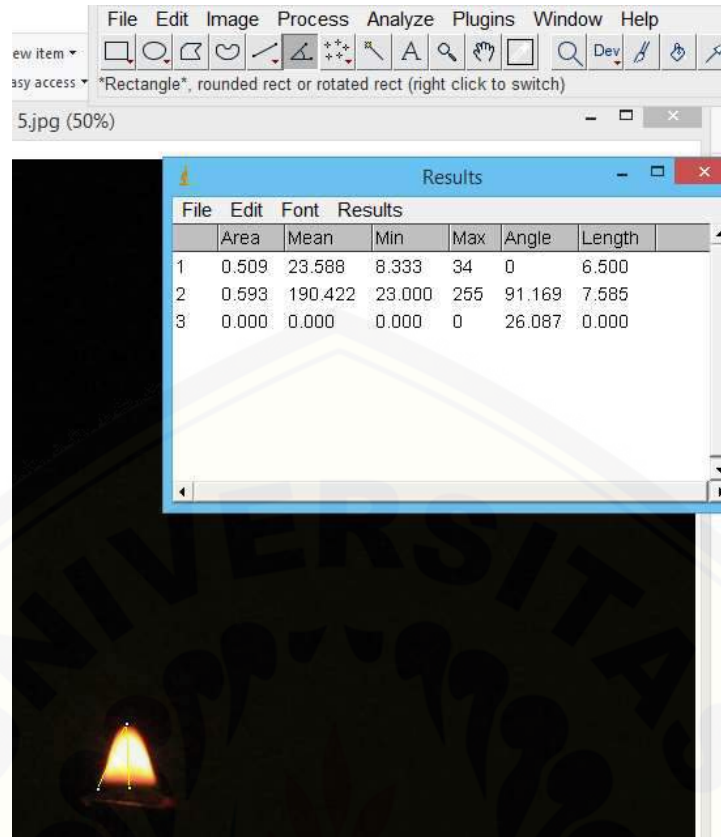 File Edit Image Process Analyze Plugins Window Help
ew item
A Dev
asy access *Rectangle*, rounded rect or rotated rect (right click to switch)
5.jpg (50%)
Results
File Edit Font Results
Area Mean Min Max Angle Length
1 0.509 23.588 8.333 34 0 6.500
2 0.593 190.422 23.000 255 91.169 7.585
3 0.000 0.000 0.000 0 26.087 0.000
UNIVERSITAS